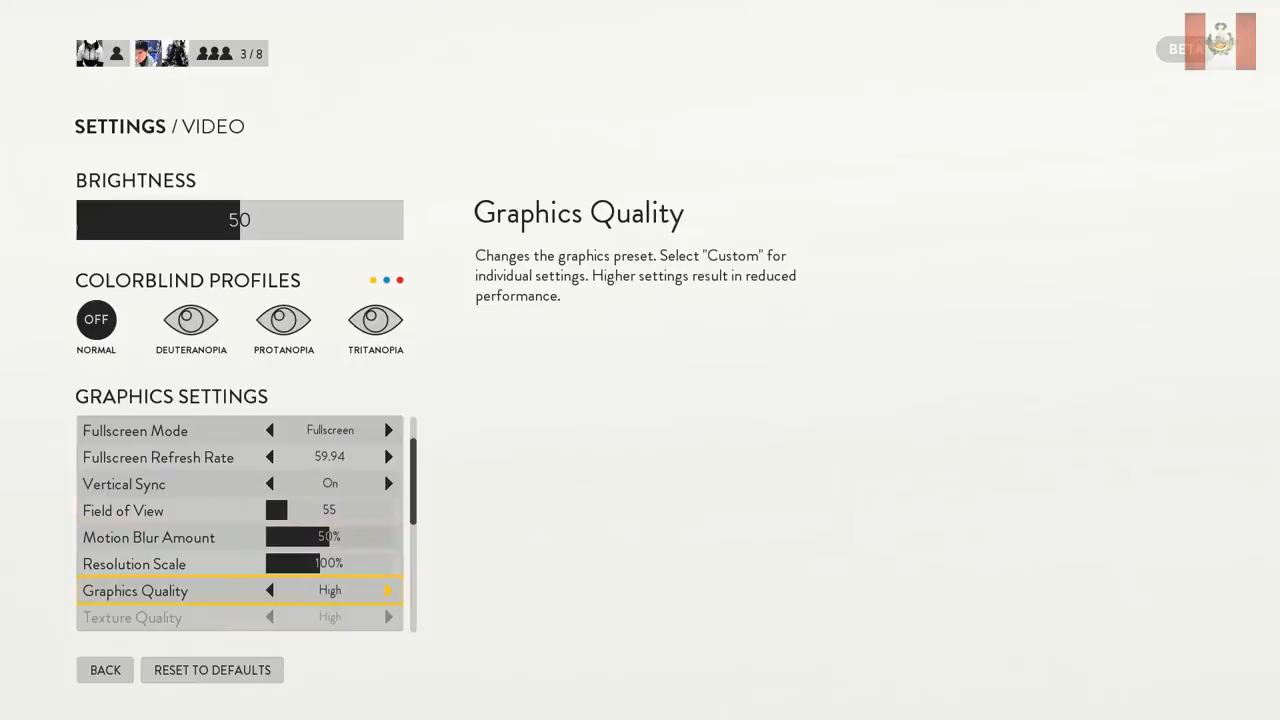 3 / 8
BETA
SETTINGS / VIDEO
BRIGHTNESS
50
COLORBLIND PROFILES
OFF
NORMAL DEUTERANOPIA PROTANOPIA TRITANOPIA
GRAPHICS SETTINGS
Fullscreen Mode Fullscreen
Fullscreen Refresh Rate 59.94
Vertical Sync On
Field of View 55
Motion Blur Amount 50%
Resolution Scale 100%
Graphics Quality High
Texture Quality High
BACK RESET TO DEFAULTS
Graphics Quality
Changes the graphics preset. Select "Custom" for
individual settings. Higher settings result in reduced
performance.